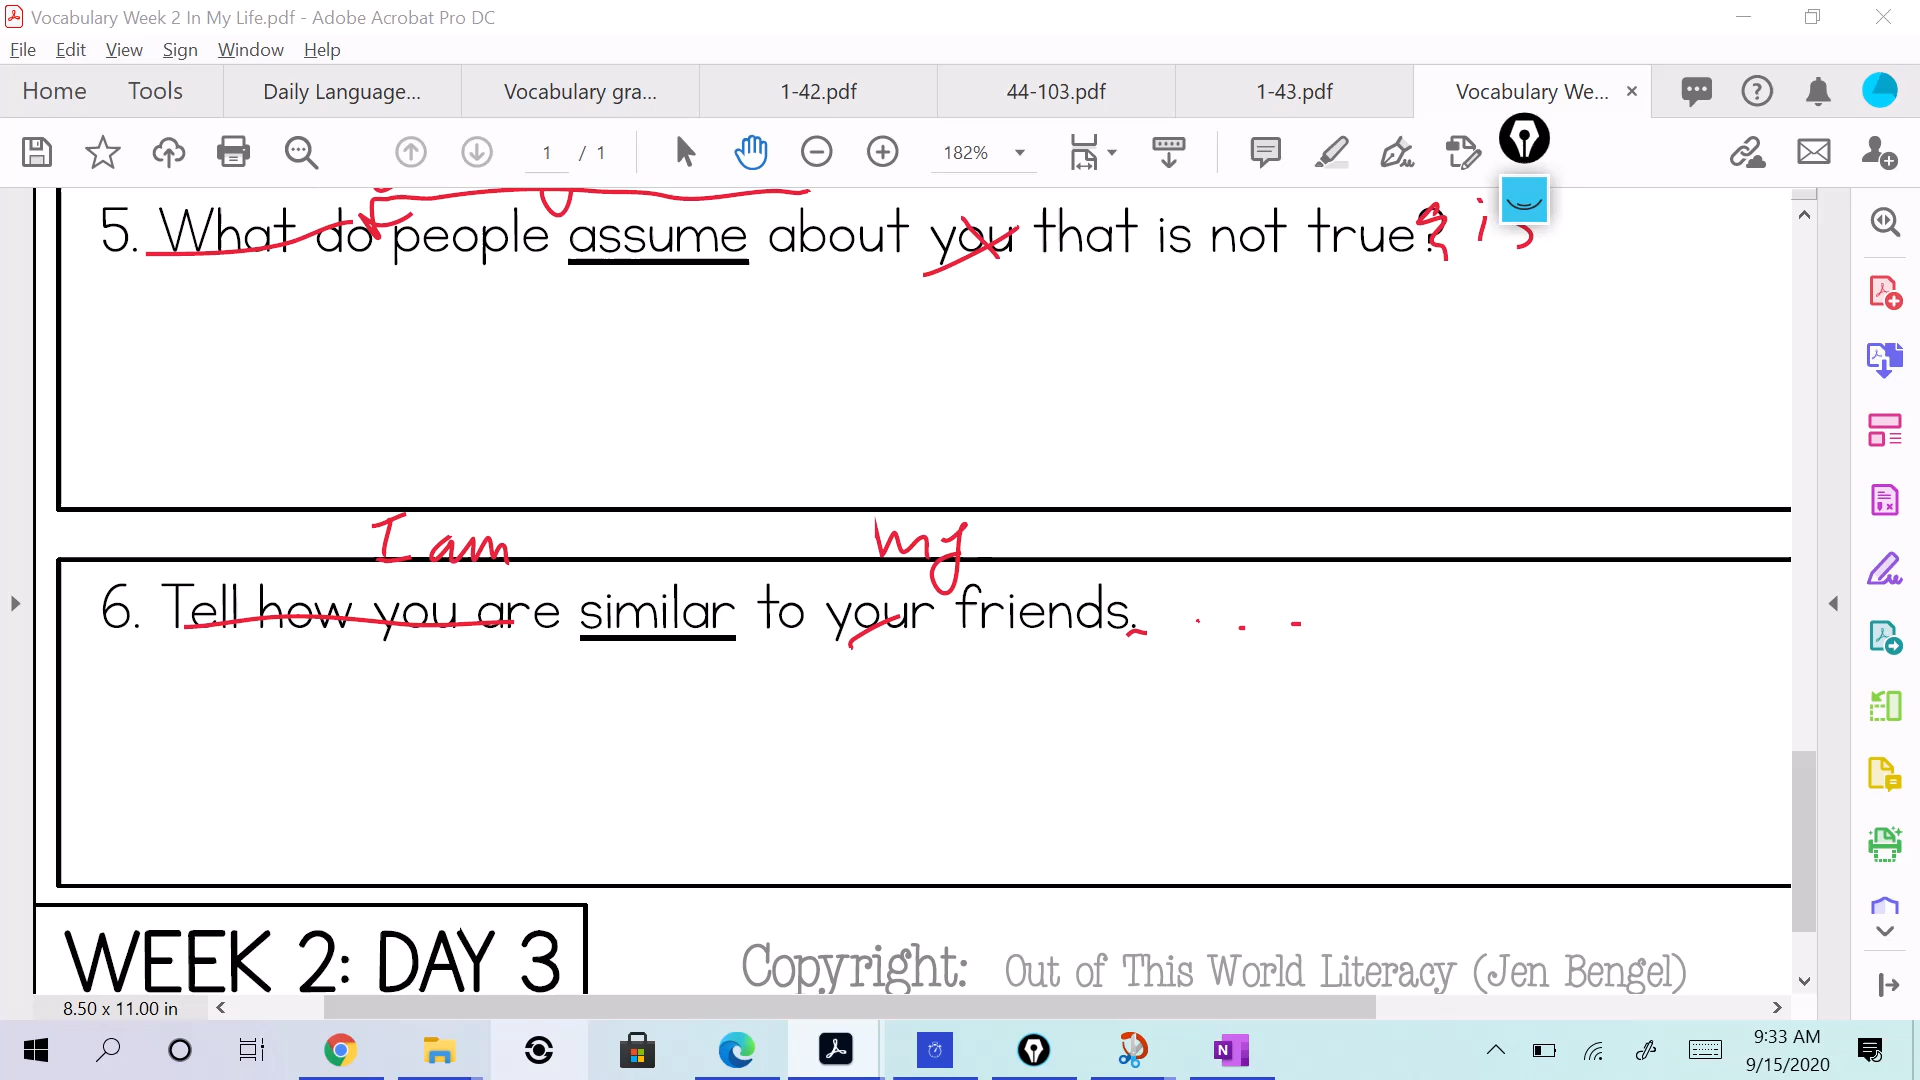 Vocabulary Week 2 In My Life.pdf - Adobe Acrobat Pro DC
File Edit View Sign Window Help
Home Tools Daily Language... Vocabulary gra... 1-42.pdf 44-103.pdf 1-43.pdf Vocabulary We...
1 / 1 182%
5. What do people assume about you that is not true? is
I am my
6. Tell how you are similar to your friends. . . .
WEEK 2: DAY 3
Copyright: Out of This World Literacy (Jen Bengel)
8.50 x 11.00 in
9:33 AM
9/15/2020